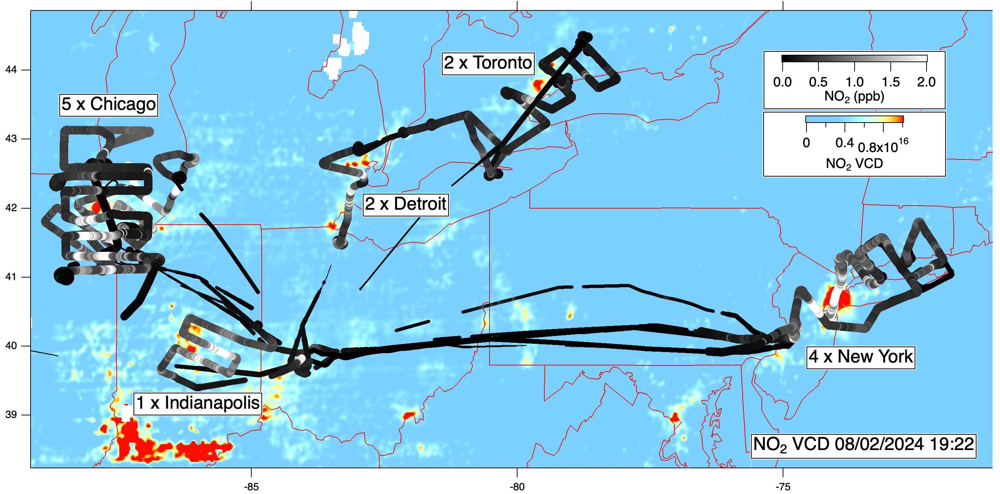 44
43
42
41
40
39
-85
-80
-75
5 x Chicago
2 x Toronto
2 x Detroit
1 x Indianapolis
4 x New York
0.0 0.5 1.0 1.5 2.0
NO₂ (ppb)
0 0.4 0.8x10¹⁶
NO₂ VCD
NO₂ VCD 08/02/2024 19:22